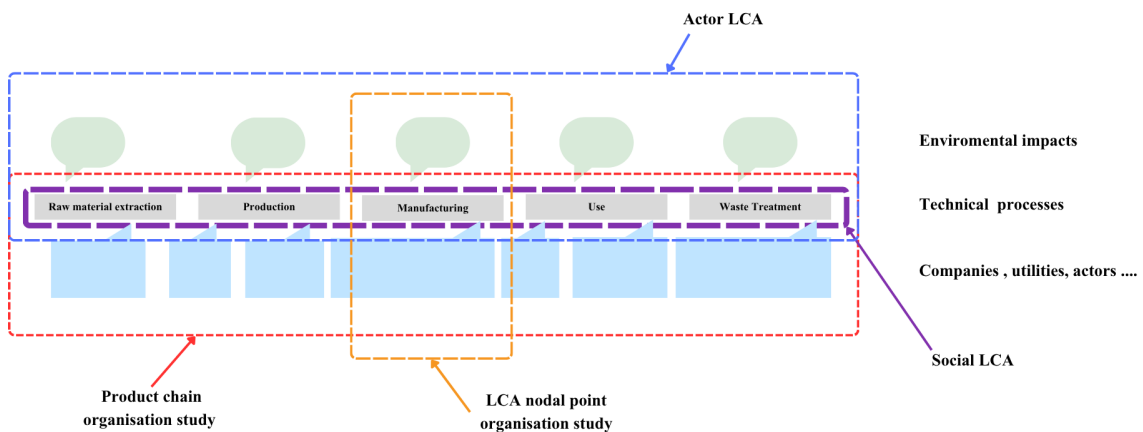 Actor LCA
Enviromental impacts
Raw material extraction
Production
Manufacturing
Use
Waste Treatment
Technical processes
Companies , utilities, actors ....
Social LCA
Product chain
organisation study
LCA nodal point
organisation study